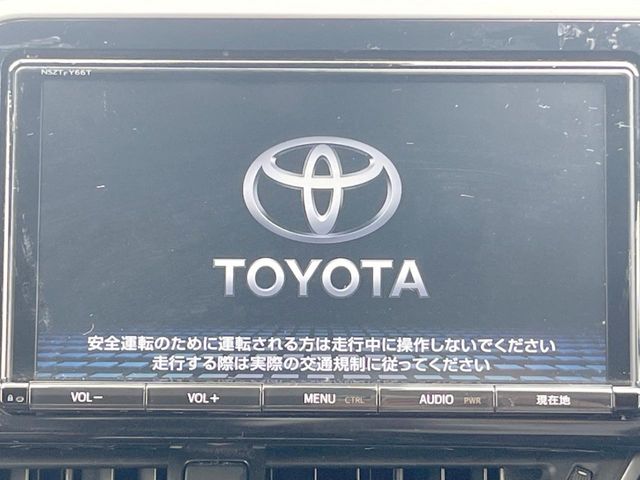 NSZT-Y66T
TOYOTA
安全運転のために運転される方は走行中に操作しないでください
走行する際は実際の交通規制に従ってください
VOL− VOL+ MENU CTRL AUDIO PWR 現在地